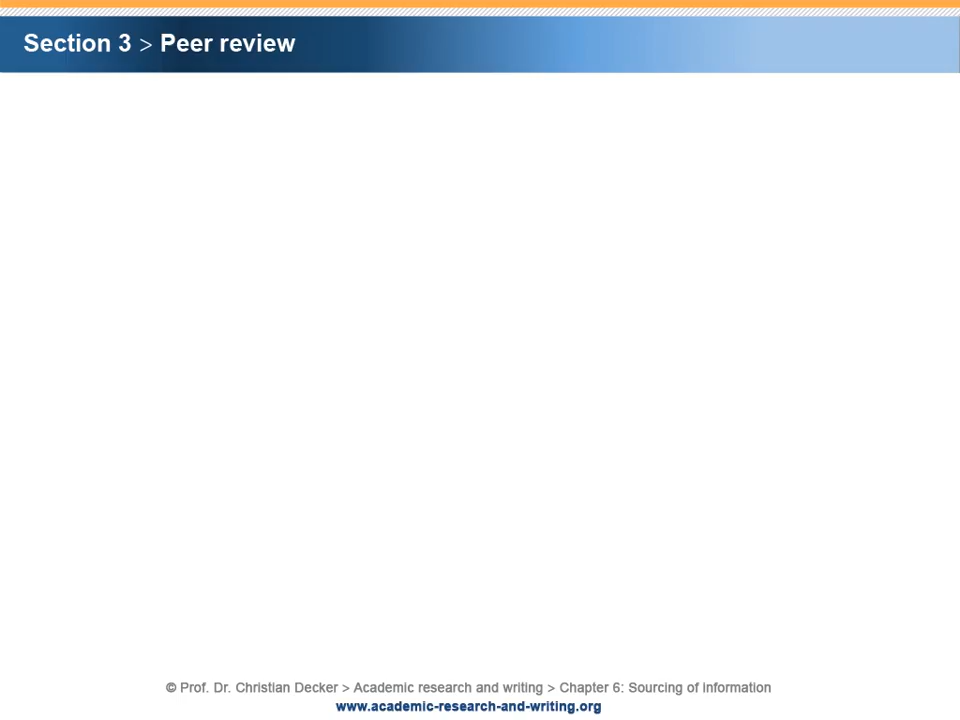 Section 3 > Peer review
© Prof. Dr. Christian Decker > Academic research and writing > Chapter 6: Sourcing of information
www.academic-research-and-writing.org